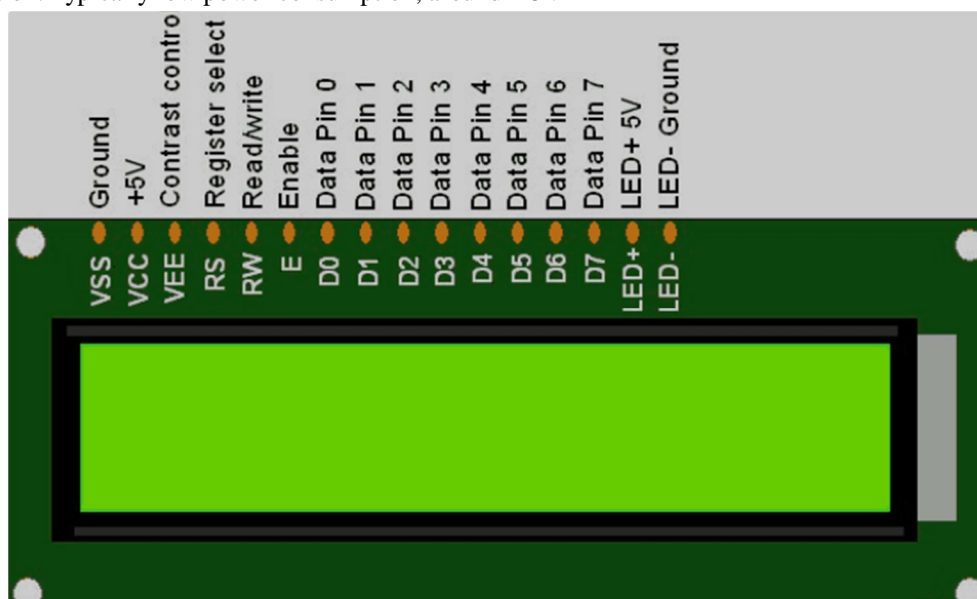 Ground
+5V
Contrast contro
Register select
Read/write
Enable
Data Pin 0
Data Pin 1
Data Pin 2
Data Pin 3
Data Pin 4
Data Pin 5
Data Pin 6
Data Pin 7
LED+ 5V
LED- Ground
VSS
VCC
VEE
RS
RW
E
D0
D1
D2
D3
D4
D5
D6
D7
LED+
LED-